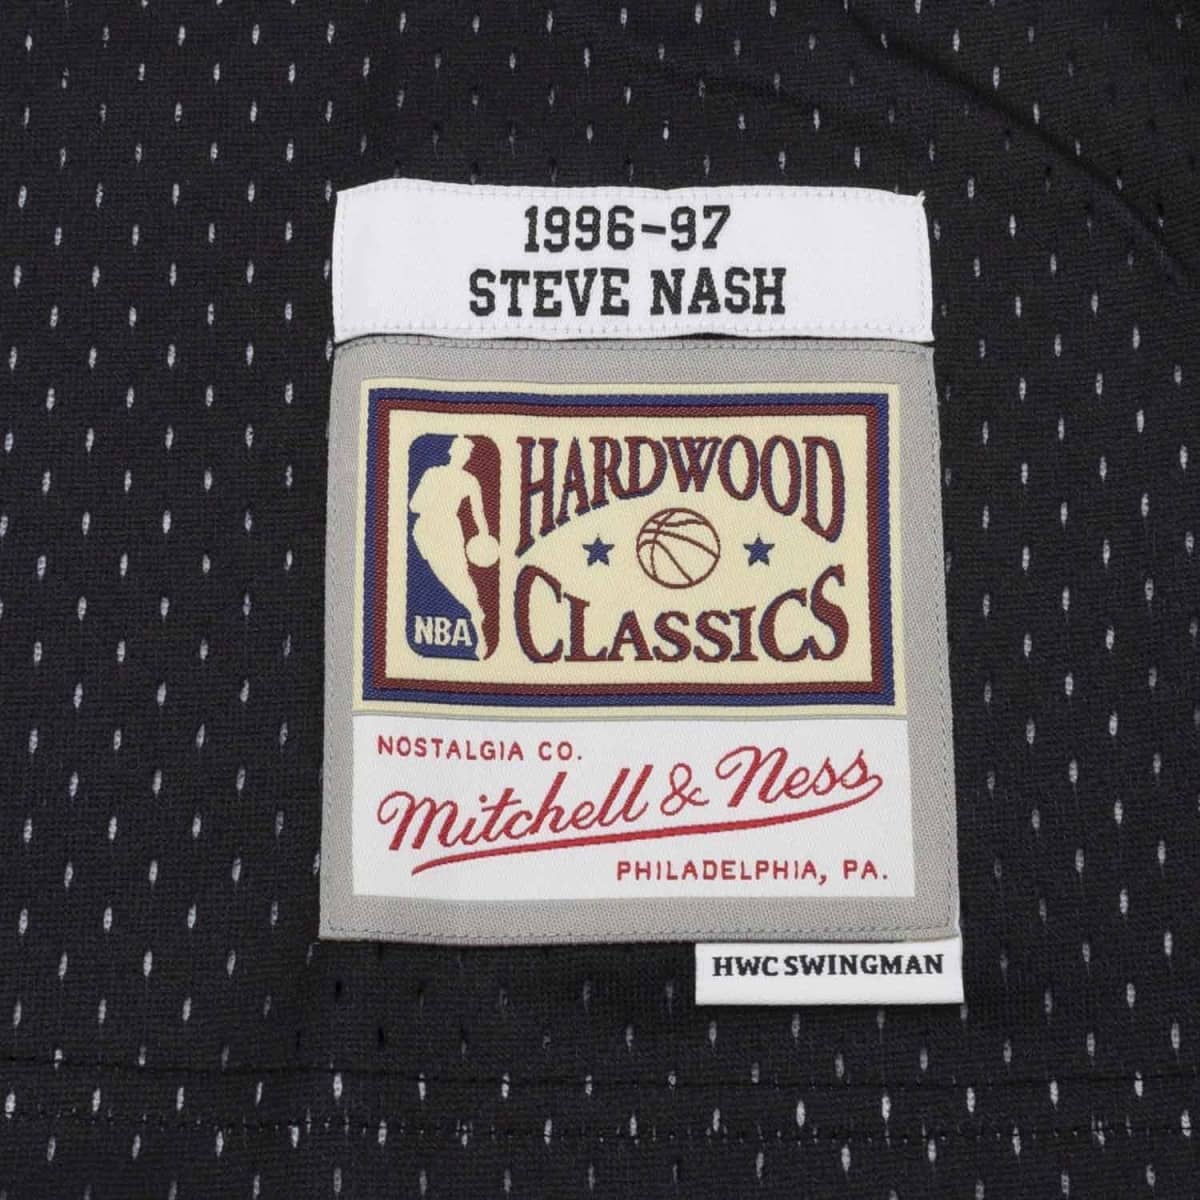 1996-97
STEVE NASH
HARDWOOD
CLASSICS
NBA
NOSTALGIA CO.
Mitchell & Ness
PHILADELPHIA, PA.
HWC SWINGMAN